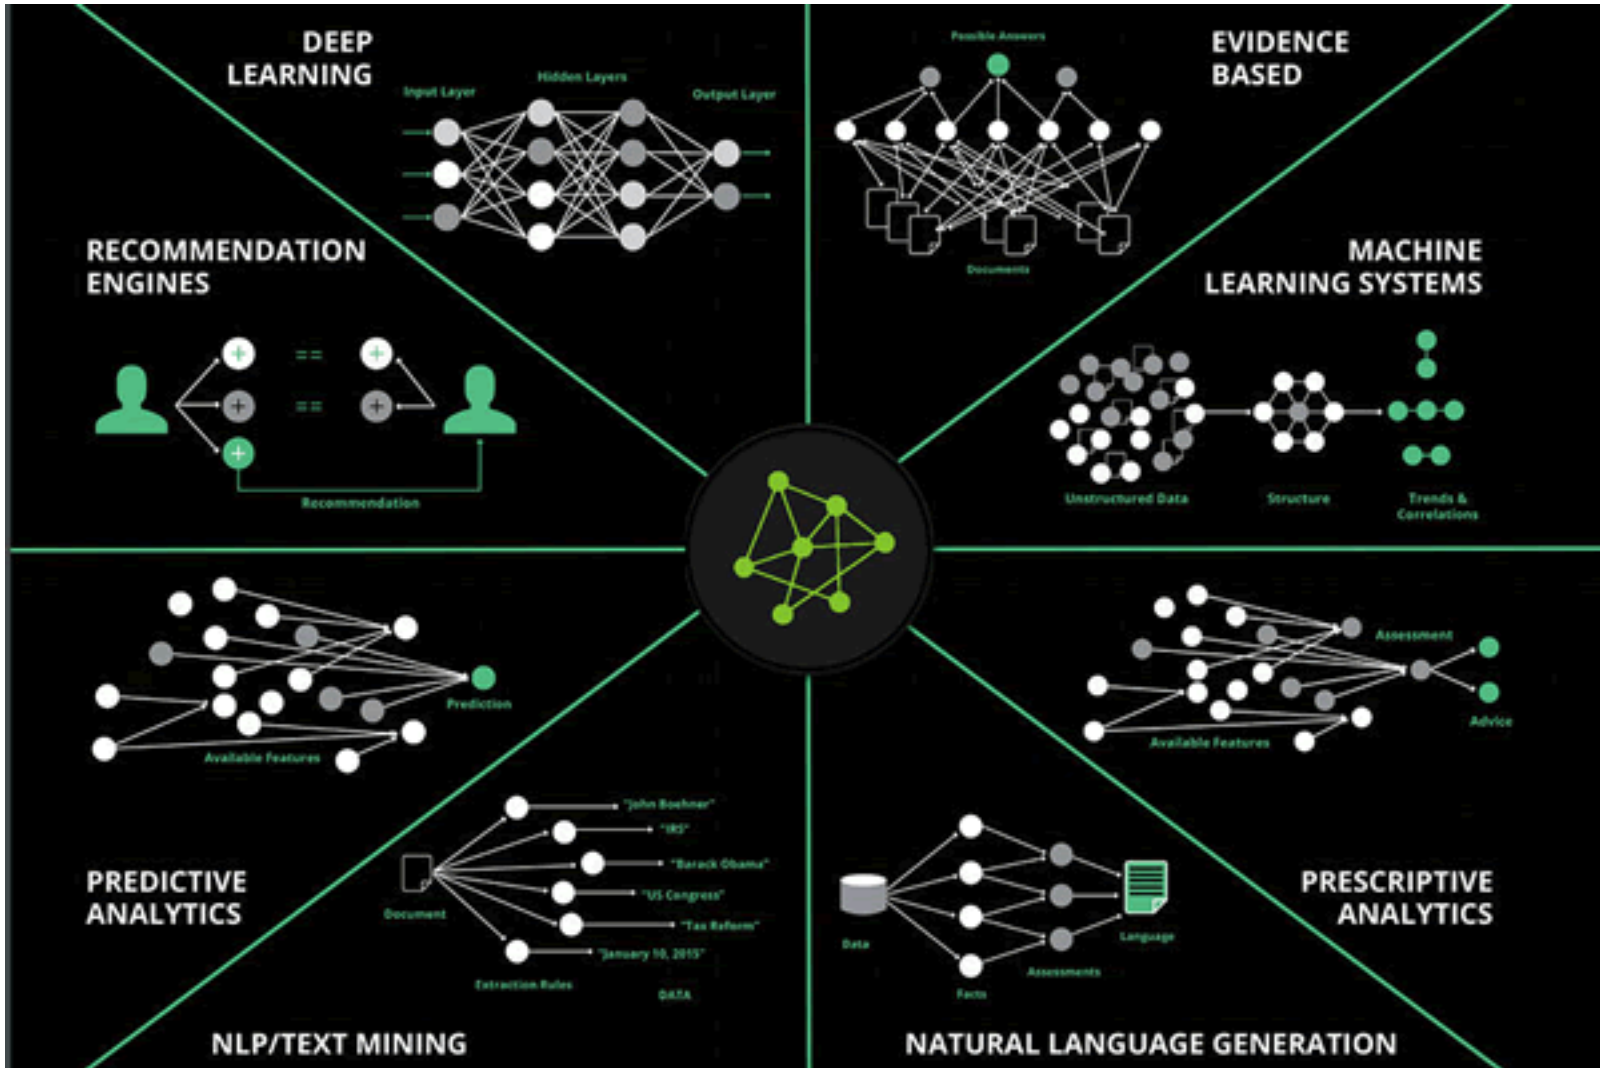 DEEP
LEARNING
Input Layer
Hidden Layers
Output Layer
Possible Answers
Documents
EVIDENCE
BASED
RECOMMENDATION
ENGINES
==
==
Recommendation
MACHINE
LEARNING SYSTEMS
Unstructured Data
Structure
Trends &
Correlations
Prediction
Available Features
PREDICTIVE
ANALYTICS
Assessment
Advice
Available Features
PRESCRIPTIVE
ANALYTICS
Document
"John Boehner"
"IRS"
"Barack Obama"
"US Congress"
"Tax Reform"
"January 10, 2015"
Extraction Rules
DATA
NLP/TEXT MINING
Data
Facts
Assessments
Language
NATURAL LANGUAGE GENERATION